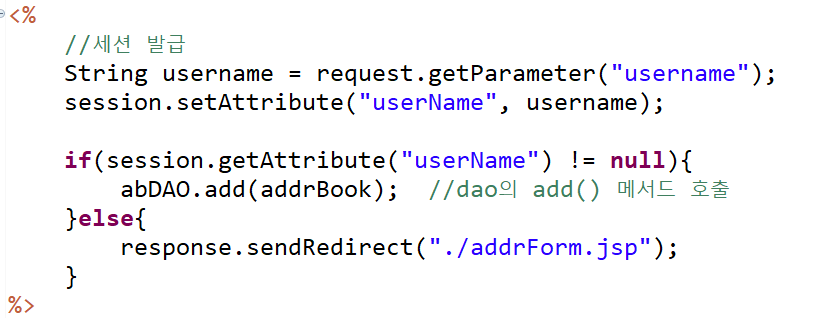 <%
//세션 발급
String username = request.getParameter("username");
session.setAttribute("userName", username);
if(session.getAttribute("userName") != null){
abDAO.add(addrBook);  //dao의 add() 메서드 호출
}else{
response.sendRedirect("./addrForm.jsp");
}
%>